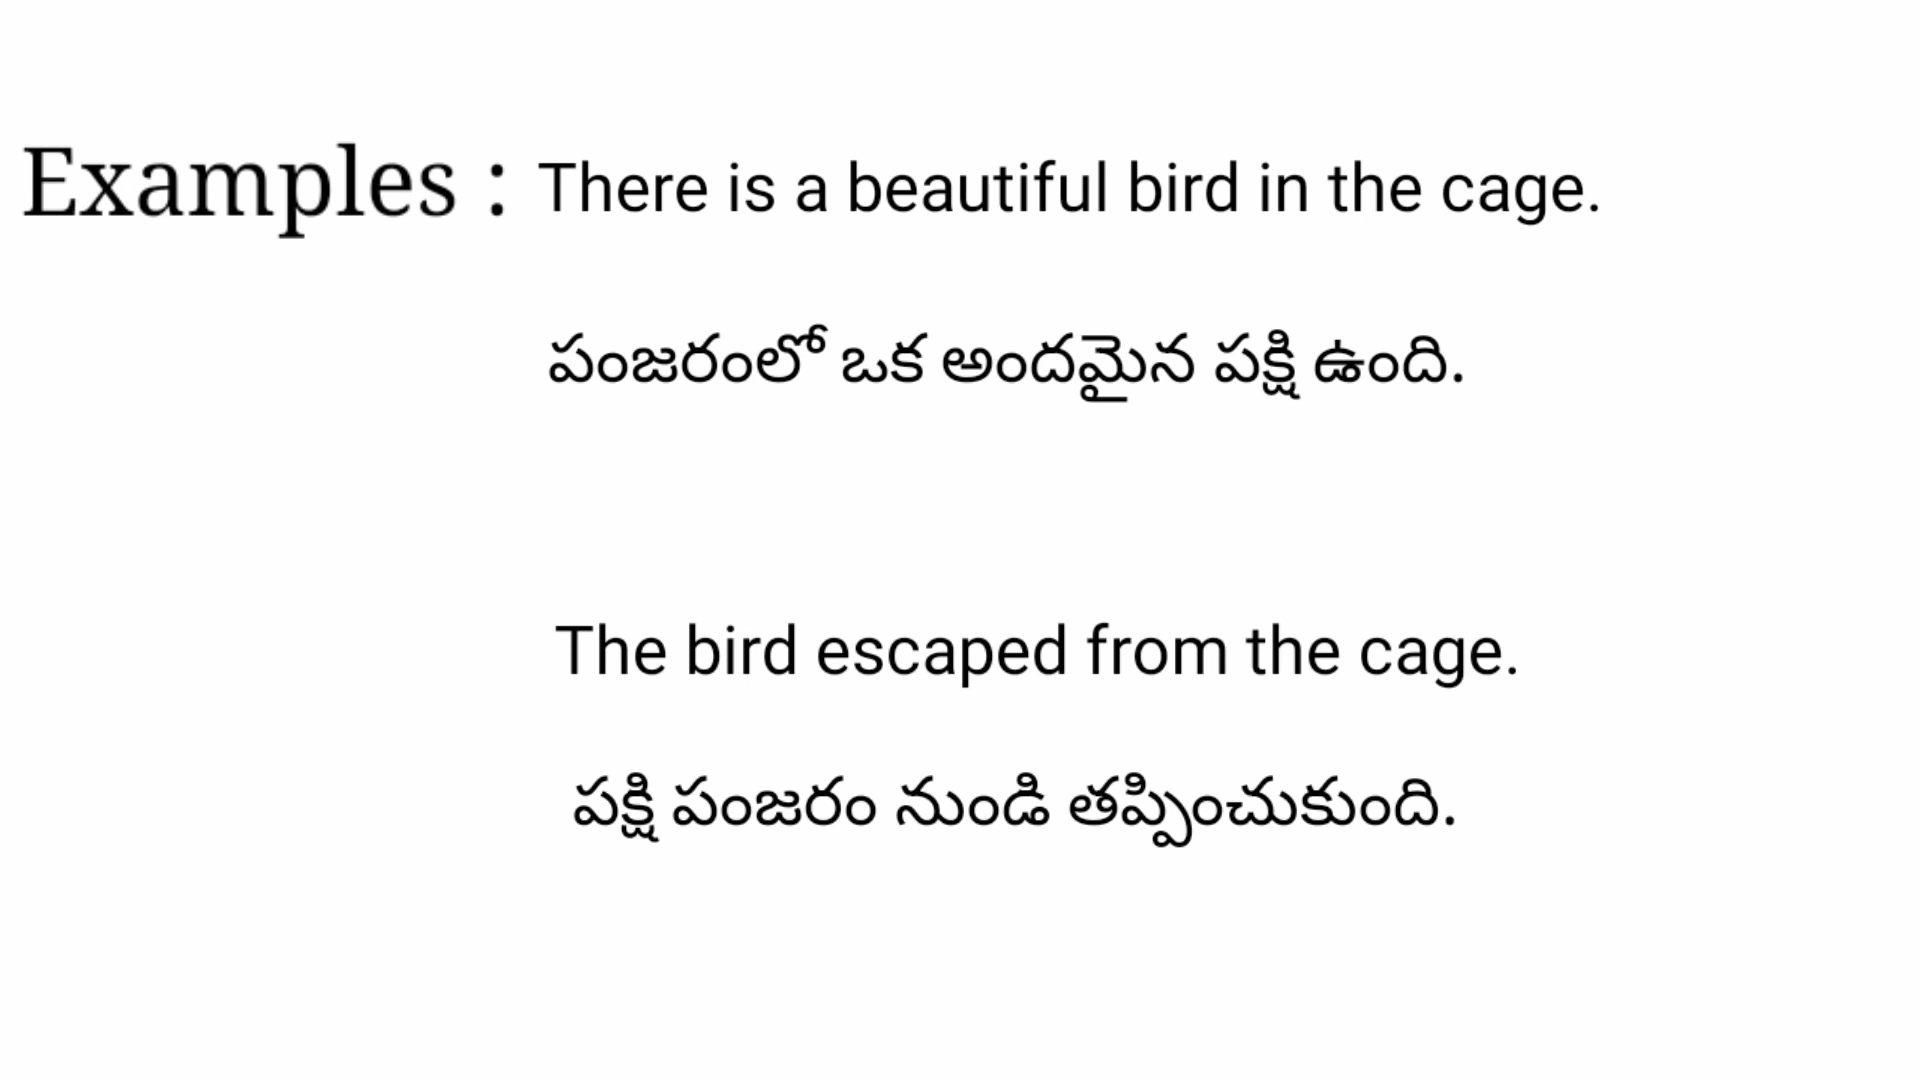 Examples : There is a beautiful bird in the cage.
పంజరంలో ఒక అందమైన పక్షి ఉంది.
The bird escaped from the cage.
పక్షి పంజరం నుండి తప్పించుకుంది.